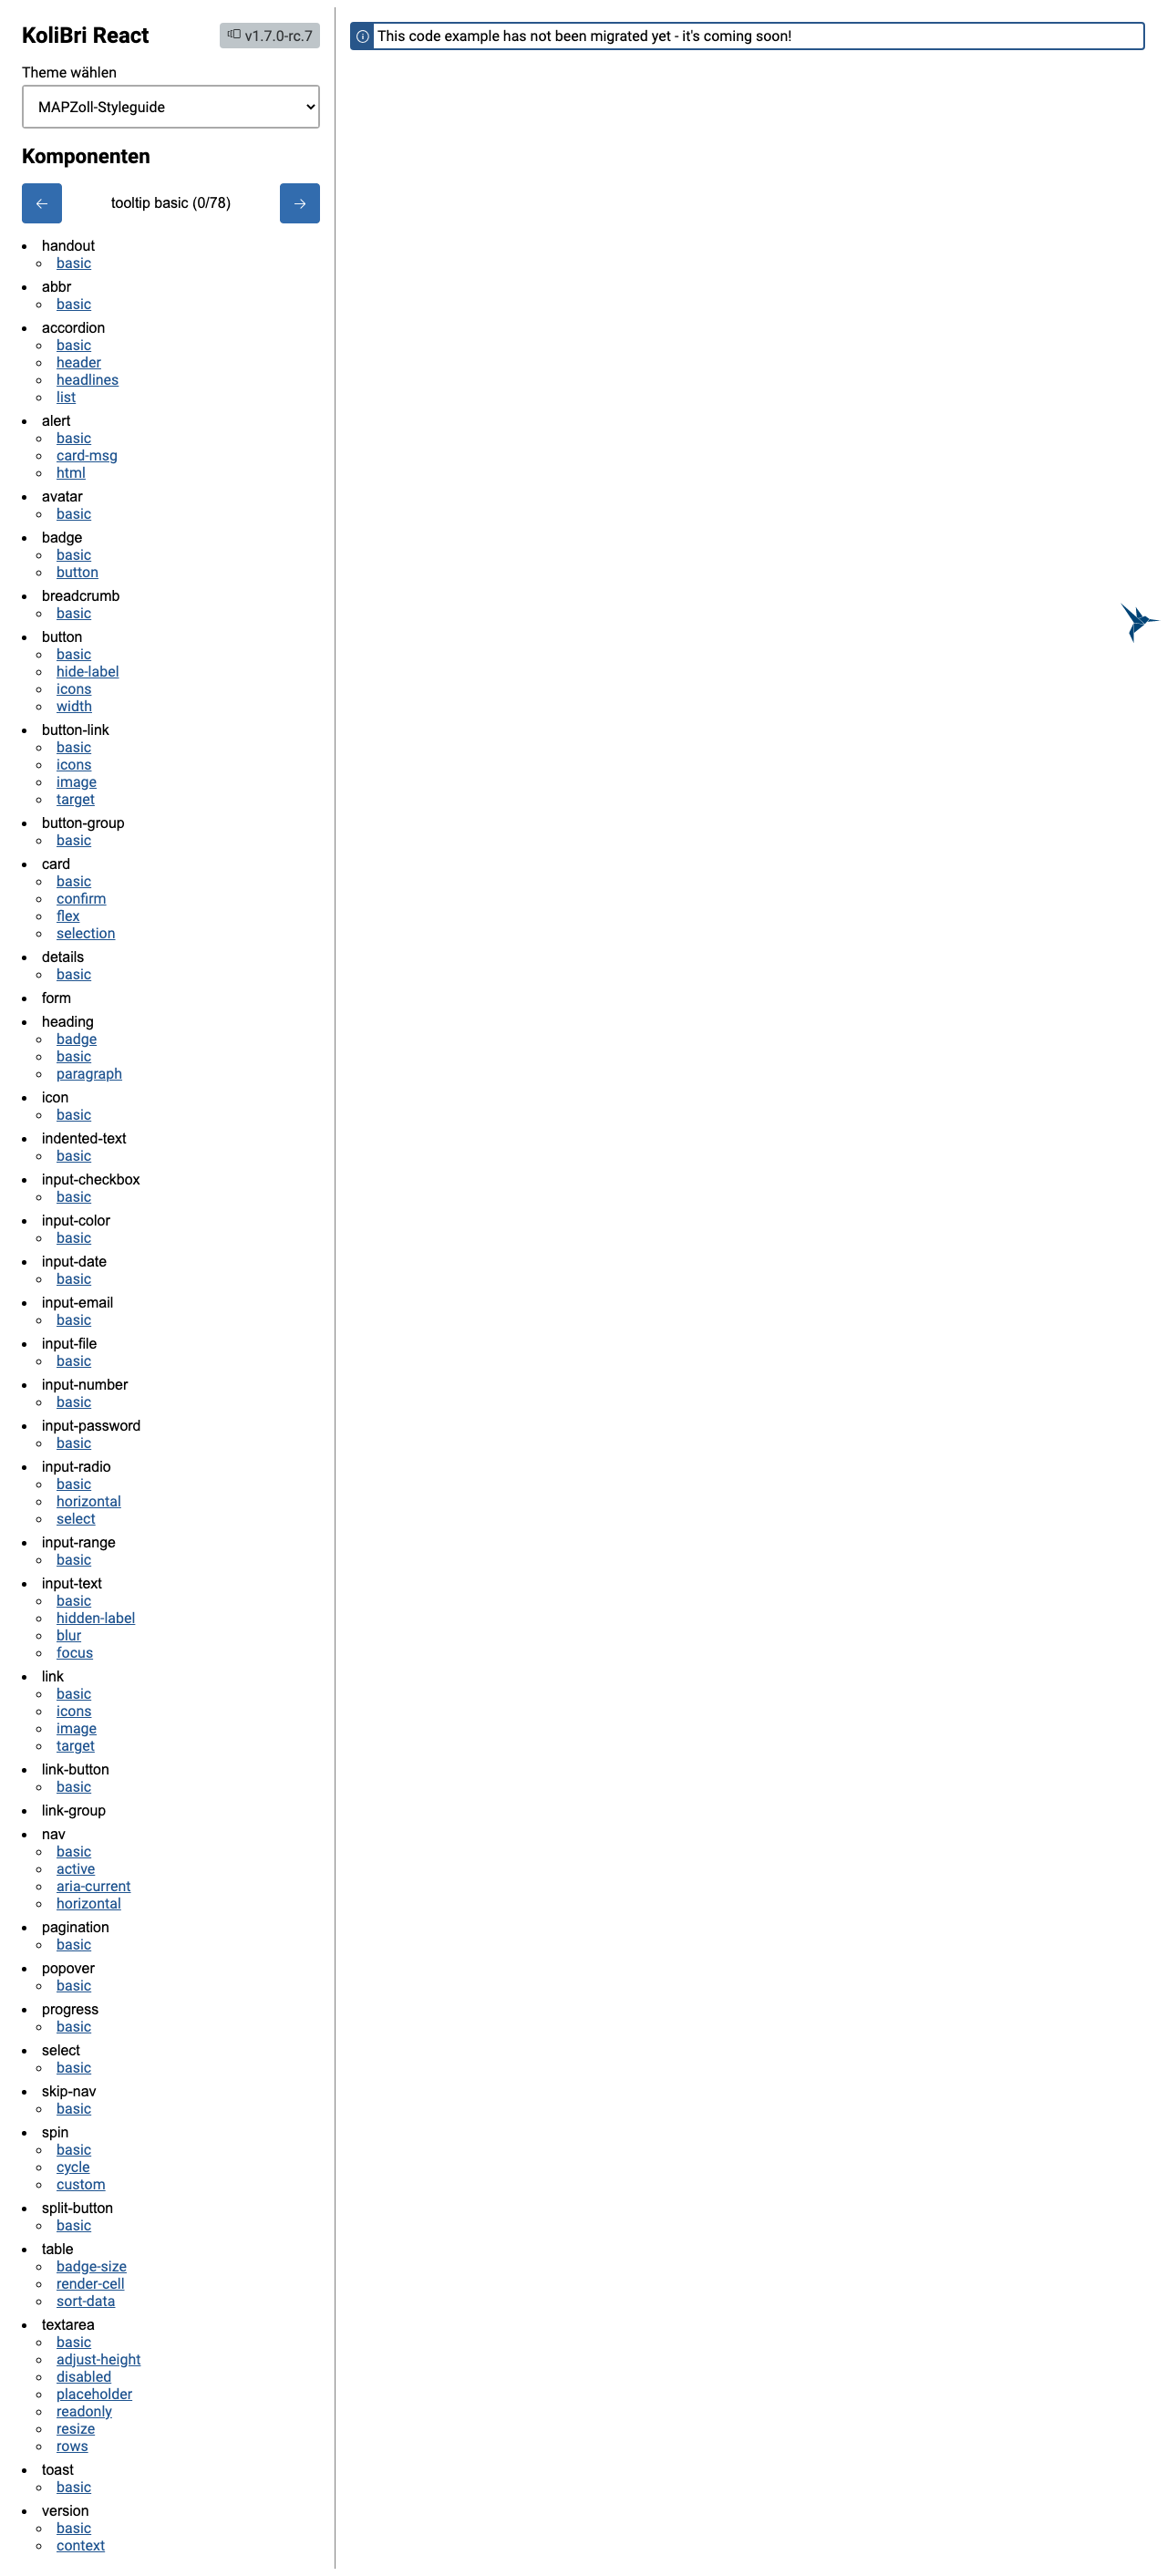 KoliBri React
v1.7.0-rc.7
Theme wählen
MAPZoll-Styleguide
Komponenten
tooltip basic (0/78)
handout
basic
abbr
basic
accordion
basic
header
headlines
list
alert
basic
card-msg
html
avatar
basic
badge
basic
button
breadcrumb
basic
button
basic
hide-label
icons
width
button-link
basic
icons
image
target
button-group
basic
card
basic
confirm
flex
selection
details
basic
form
heading
badge
basic
paragraph
icon
basic
indented-text
basic
input-checkbox
basic
input-color
basic
input-date
basic
input-email
basic
input-file
basic
input-number
basic
input-password
basic
input-radio
basic
horizontal
select
input-range
basic
input-text
basic
hidden-label
blur
focus
link
basic
icons
image
target
link-button
basic
link-group
nav
basic
active
aria-current
horizontal
pagination
basic
popover
basic
progress
basic
select
basic
skip-nav
basic
spin
basic
cycle
custom
split-button
basic
table
badge-size
render-cell
sort-data
textarea
basic
adjust-height
disabled
placeholder
readonly
resize
rows
toast
basic
version
basic
context
This code example has not been migrated yet - it's coming soon!